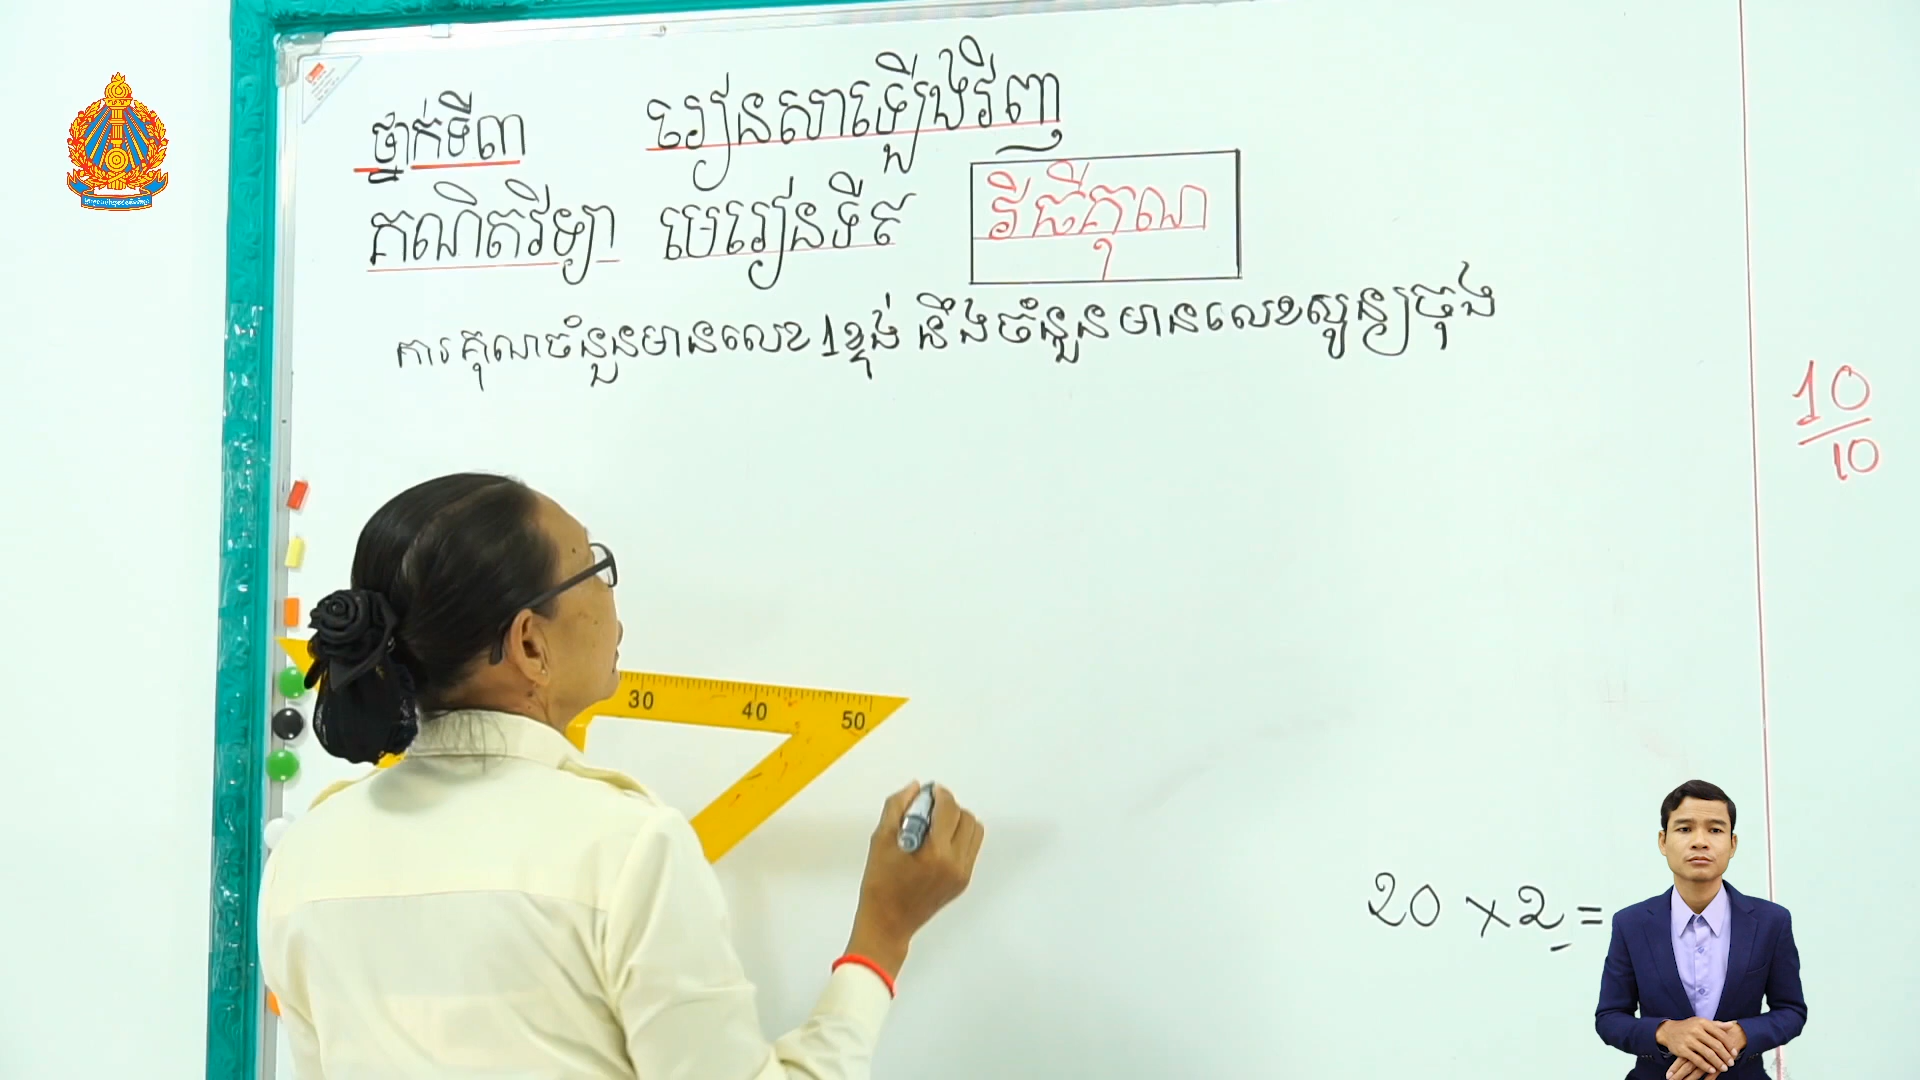 ថ្នាក់ទី៣
រៀនសាឡើងវិញ
គណិតវិទ្យា មេរៀនទី៩
វិធីគុណ
ការគុណចំនួនមានលេខ 1 ខ្ទង់ នឹងចំនួនមានលេខសូន្យចុង
10
10
30 40 50
20 × 2 =